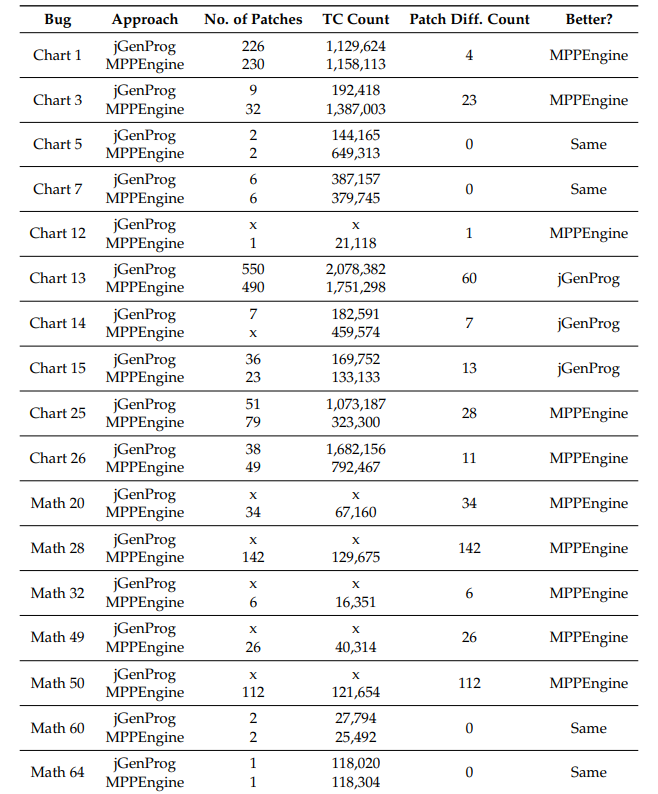 Bug Approach No. of Patches TC Count Patch Diff. Count Better?
Chart 1 jGenProg 226 1,129,624 4 MPPEngine
MPPEngine 230 1,158,113
Chart 3 jGenProg 9 192,418 23 MPPEngine
MPPEngine 32 1,387,003
Chart 5 jGenProg 2 144,165 0 Same
MPPEngine 2 649,313
Chart 7 jGenProg 6 387,157 0 Same
MPPEngine 6 379,745
Chart 12 jGenProg x x 1 MPPEngine
MPPEngine 1 21,118
Chart 13 jGenProg 550 2,078,382 60 jGenProg
MPPEngine 490 1,751,298
Chart 14 jGenProg 7 182,591 7 jGenProg
MPPEngine x 459,574
Chart 15 jGenProg 36 169,752 13 jGenProg
MPPEngine 23 133,133
Chart 25 jGenProg 51 1,073,187 28 MPPEngine
MPPEngine 79 323,300
Chart 26 jGenProg 38 1,682,156 11 MPPEngine
MPPEngine 49 792,467
Math 20 jGenProg x x 34 MPPEngine
MPPEngine 34 67,160
Math 28 jGenProg x x 142 MPPEngine
MPPEngine 142 129,675
Math 32 jGenProg x x 6 MPPEngine
MPPEngine 6 16,351
Math 49 jGenProg x x 26 MPPEngine
MPPEngine 26 40,314
Math 50 jGenProg x x 112 MPPEngine
MPPEngine 112 121,654
Math 60 jGenProg 2 27,794 0 Same
MPPEngine 2 25,492
Math 64 jGenProg 1 118,020 0 Same
MPPEngine 1 118,304